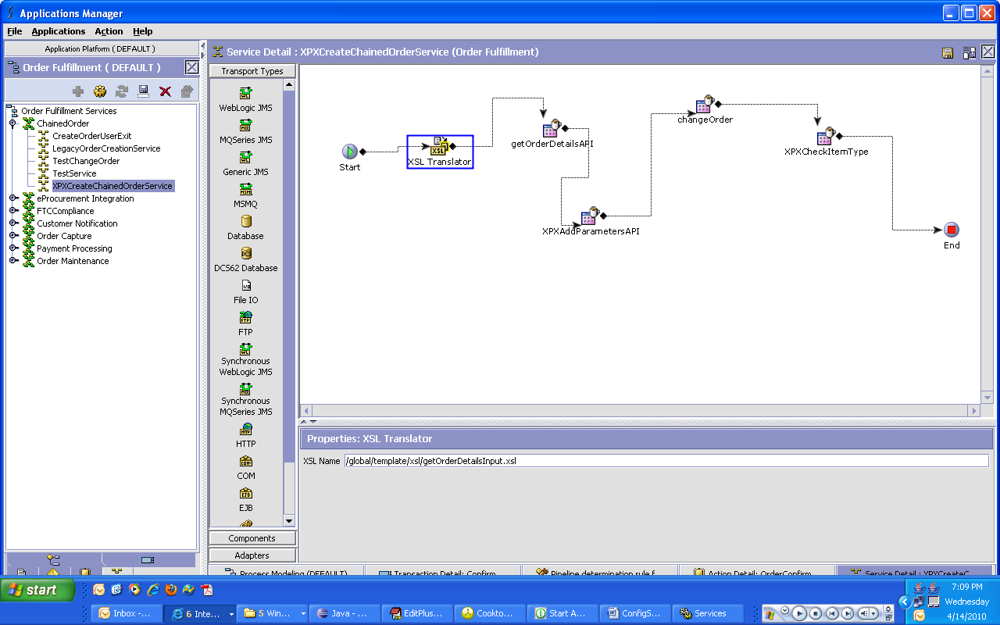 Applications Manager
File Applications Action Help
Application Platform ( DEFAULT )
Order Fulfillment ( DEFAULT )
Order Fulfillment Services
ChainedOrder
CreateOrderUserExit
LegacyOrderCreationService
TestChangeOrder
TestService
XPXCreateChainedOrderService
eProcurement Integration
FTCCompliance
Customer Notification
Order Capture
Payment Processing
Order Maintenance
Service Detail : XPXCreateChainedOrderService (Order Fulfillment)
Transport Types
WebLogic JMS
MQSeries JMS
Generic JMS
MSMQ
Database
DCS62 Database
File IO
FTP
Synchronous
WebLogic JMS
Synchronous
MQSeries JMS
HTTP
COM
EJB
Components
Adapters
Start
XSL Translator
getOrderDetailsAPI
XPXAddParametersAPI
changeOrder
XPXCheckItemType
End
Properties: XSL Translator
XSL Name /global/template/xsl/getOrderDetailsInput.xsl
Process Modeling (DEFAULT)
Transaction Detail: Confirm
Pipeline determination rule f
Action Detail: OrderConfirm
Service Detail : XPXCreateC
start
Inbox -...
6 Inte...
5 Win...
Java - ...
EditPlus...
Cookto...
Start A...
ConfigS...
Services
7:09 PM
Wednesday
4/14/2010